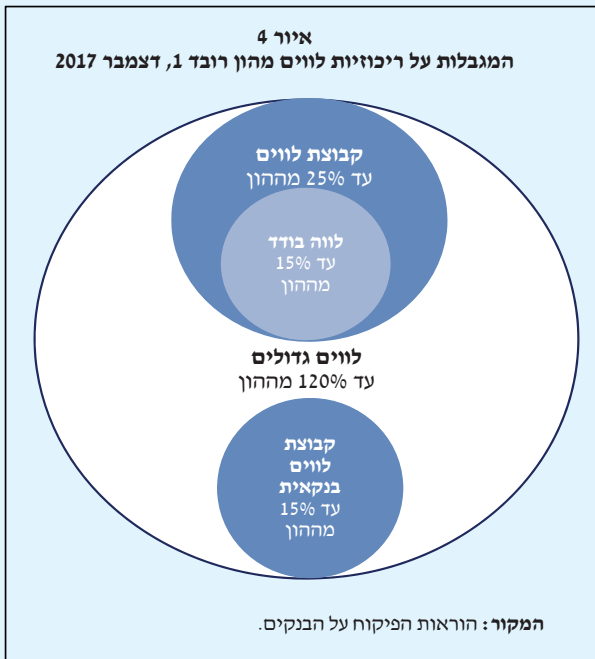 איור 4
המגבלות על ריכוזיות לווים מהון רובד 1, דצמבר 2017
קבוצת לווים
עד 25% מההון
לווה בודד
עד
15%
מההון
לווים גדולים
עד 120% מההון
קבוצת
לווים
בנקאית
עד 15%
מההון
המקור: הוראות הפיקוח על הבנקים.